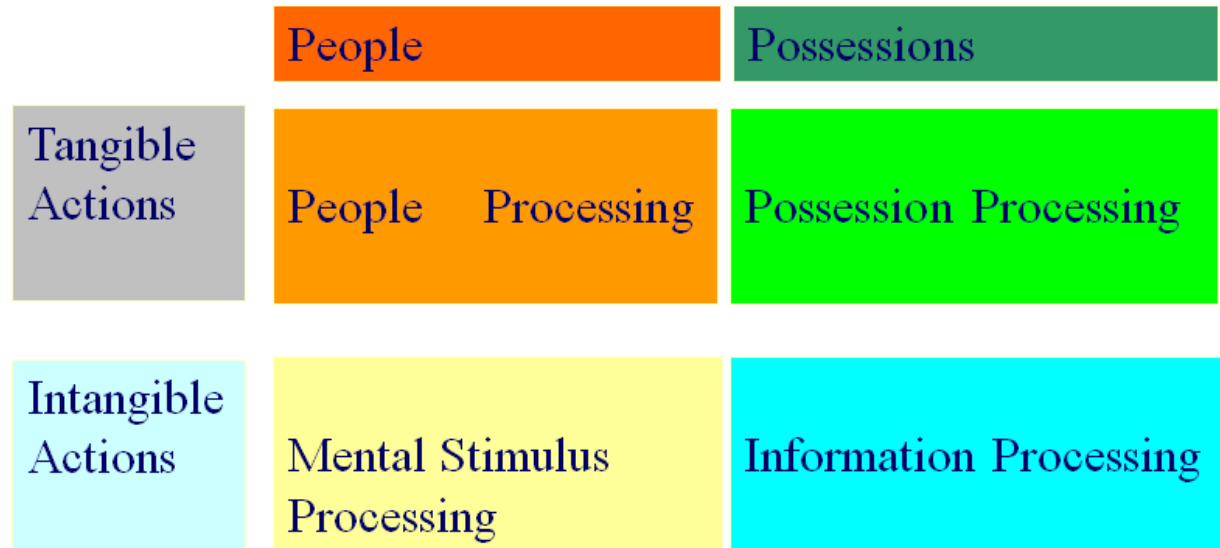 People
Possessions
Tangible
Actions
People Processing
Possession Processing
Intangible
Actions
Mental Stimulus
Processing
Information Processing